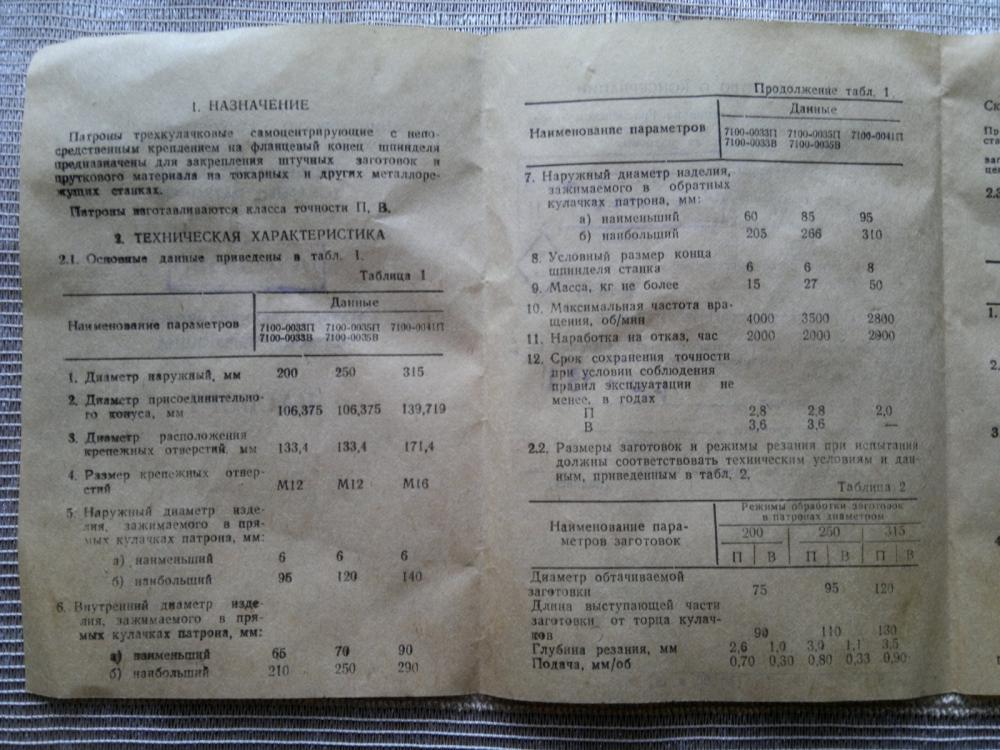 1. НАЗНАЧЕНИЕ
Патроны трехкулачковые самоцентрирующие с непо-
средственным креплением на фланцевый конец шпинделя
предназначены для закрепления штучных заготовок и
пруткового материала на токарных и других металлоре-
жущих станках.
Патроны изготавливаются класса точности П, В.
2. ТЕХНИЧЕСКАЯ ХАРАКТЕРИСТИКА
2.1. Основные данные приведены в табл. 1.
Таблица 1
Данные
Наименование параметров
7100-0033П 7100-0035П 7100-0041П
7100-0033В 7100-0035В
1. Диаметр наружный, мм 200 250 315
2. Диаметр присоединительно-
го конуса, мм 106,375 106,375 139,719
3. Диаметр расположения
крепежных отверстий, мм 133,4 133,4 171,4
4. Размер крепежных отвер-
стий М12 М12 М16
5. Наружный диаметр изде-
лия, зажимаемого в пря-
мых кулачках патрона, мм:
а) наименьший 6 6 6
б) наибольший 95 120 140
6. Внутренний диаметр изде-
лия, зажимаемого в пря-
мых кулачках патрона, мм:
а) наименьший 65 70 90
б) наибольший 210 250 290
Продолжение табл. 1.
Данные
Наименование параметров
7100-0033П 7100-0035П 7100-0041П
7100-0033В 7100-0035В
7. Наружный диаметр изделия,
зажимаемого в обратных
кулачках патрона, мм:
а) наименьший 60 85 95
б) наибольший 205 266 310
8. Условный размер конца
шпинделя станка 6 6 8
9. Масса, кг не более 15 27 50
10. Максимальная частота вра-
щения, об/мин 4000 3500 2800
11. Наработка на отказ, час 2000 2000 2900
12. Срок сохранения точности
при условии соблюдения
правил эксплуатации не
менее, в годах
П 2,8 2,8 2,0
В 3,6 3,6 —
2.2. Размеры заготовок и режимы резания при испытании
должны соответствовать техническим условиям и дан-
ным, приведенным в табл. 2.
Таблица 2
Режимы обработки заготовок
в патронах диаметром
Наименование пара-
метров заготовок
200 250 315
П В П В П В
Диаметр обтачиваемой
заготовки 75 95 120
Длина выступающей части
заготовки от торца кулач-
ков 90 110 130
Глубина резания, мм 2,6 1,0 3,0 1,1 3,5
Подача, мм/об 0,70 0,30 0,80 0,33 0,90
1.
2.
3